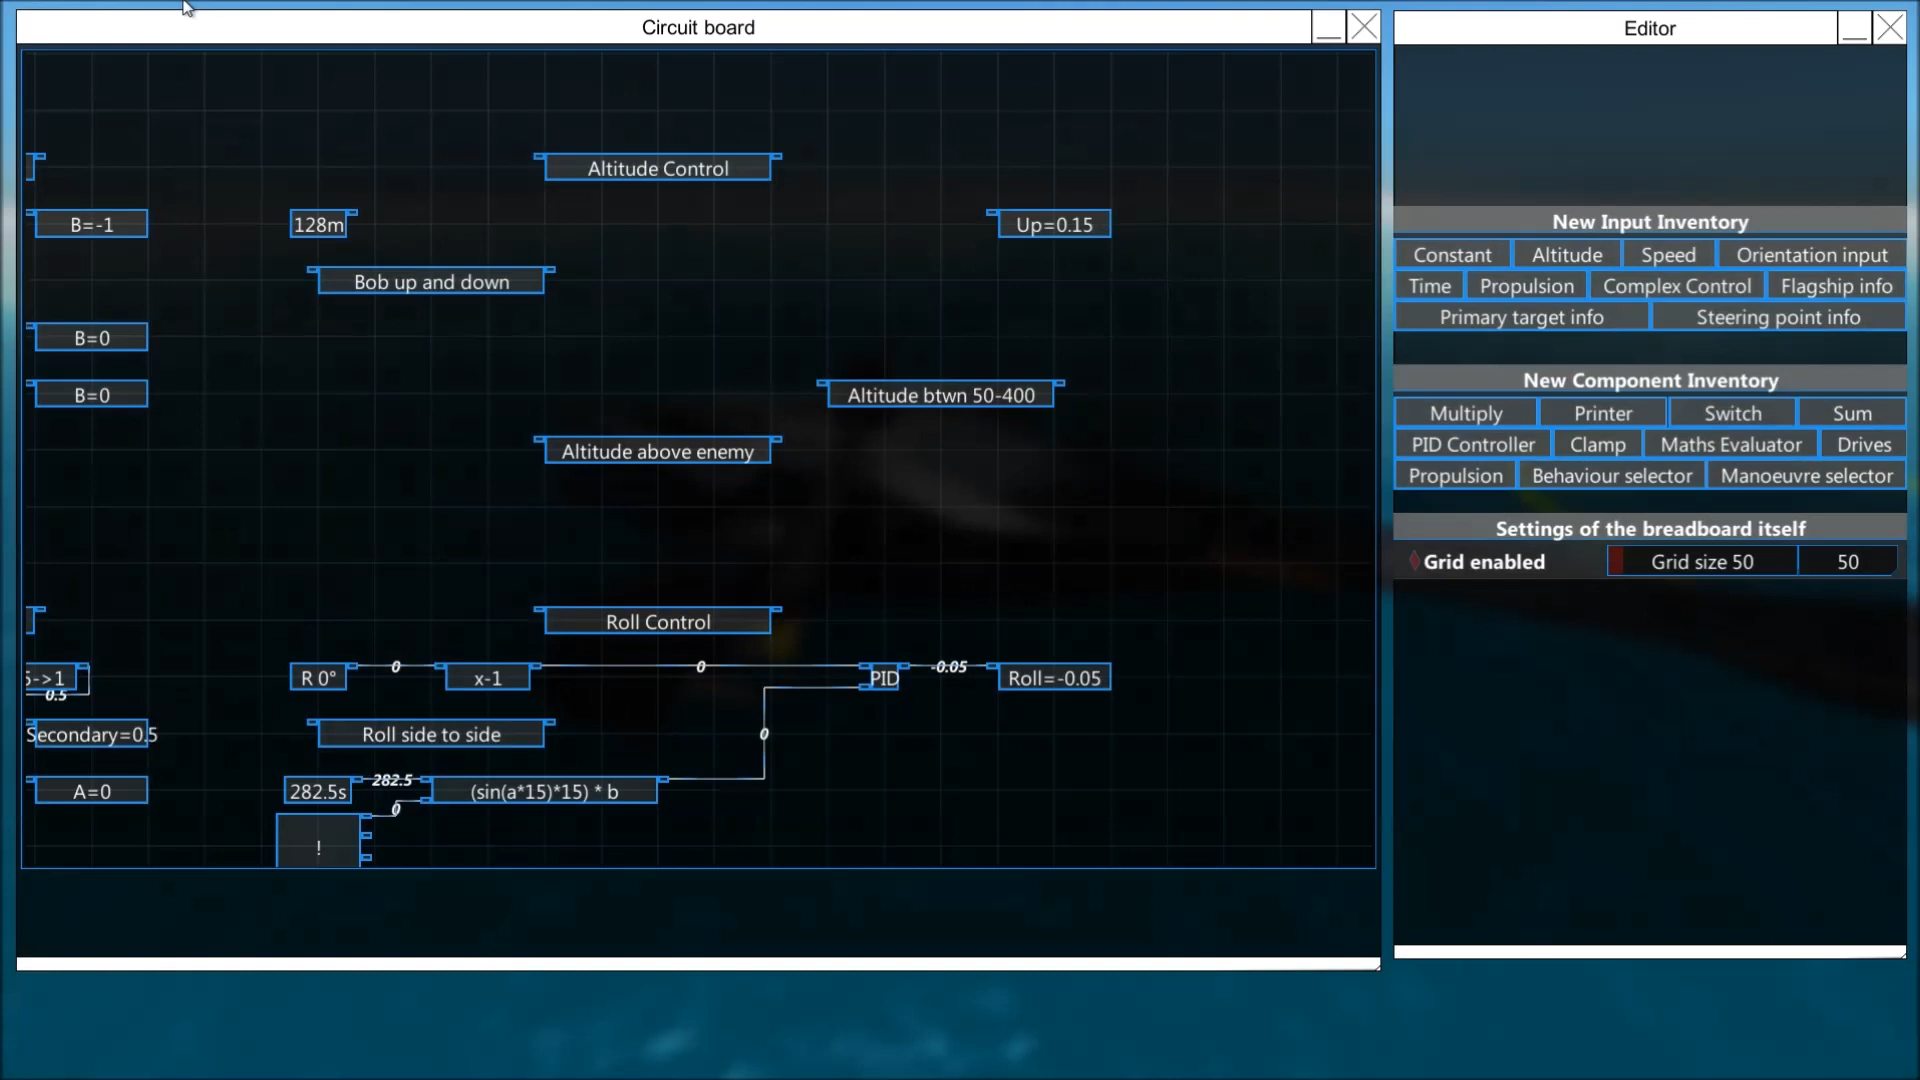 Circuit board
Altitude Control
B=-1
128m
Up=0.15
Bob up and down
B=0
B=0
Altitude btwn 50-400
Altitude above enemy
Roll Control
->1
0.5
R 0°
0
x-1
0
PID
-0.05
Roll=-0.05
Secondary=0.5
Roll side to side
0
A=0
282.5s
282.5
0
(sin(a*15)*15) * b
!
Editor
New Input Inventory
Constant Altitude Speed Orientation input
Time Propulsion Complex Control Flagship info
Primary target info Steering point info
New Component Inventory
Multiply Printer Switch Sum
PID Controller Clamp Maths Evaluator Drives
Propulsion Behaviour selector Manoeuvre selector
Settings of the breadboard itself
Grid enabled Grid size 50 50